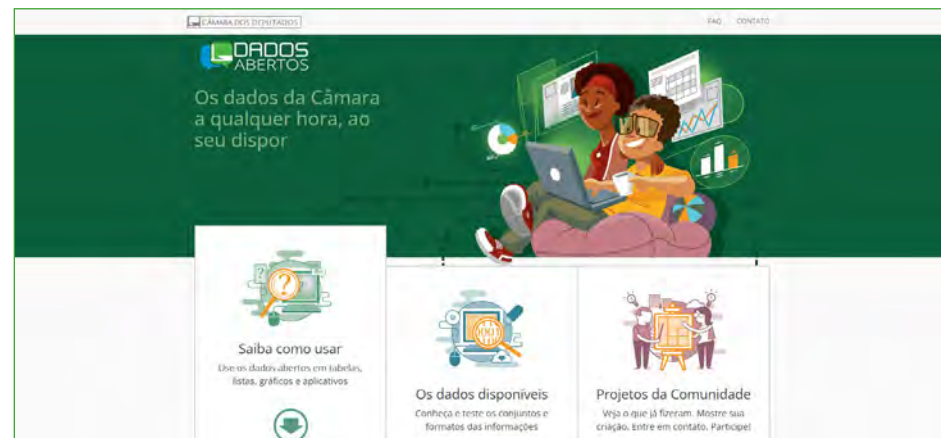 CÂMARA DOS DEPUTADOS
FAQ CONTATO
DADOS
ABERTOS
Os dados da Câmara
a qualquer hora, ao
seu dispor
Saiba como usar
Use os dados abertos em tabelas,
listas, gráficos e aplicativos
Os dados disponíveis
Conheça e teste os conjuntos e
formatos das informações
Projetos da Comunidade
Veja o que já fizeram. Mostre sua
criação. Entre em contato. Participe!